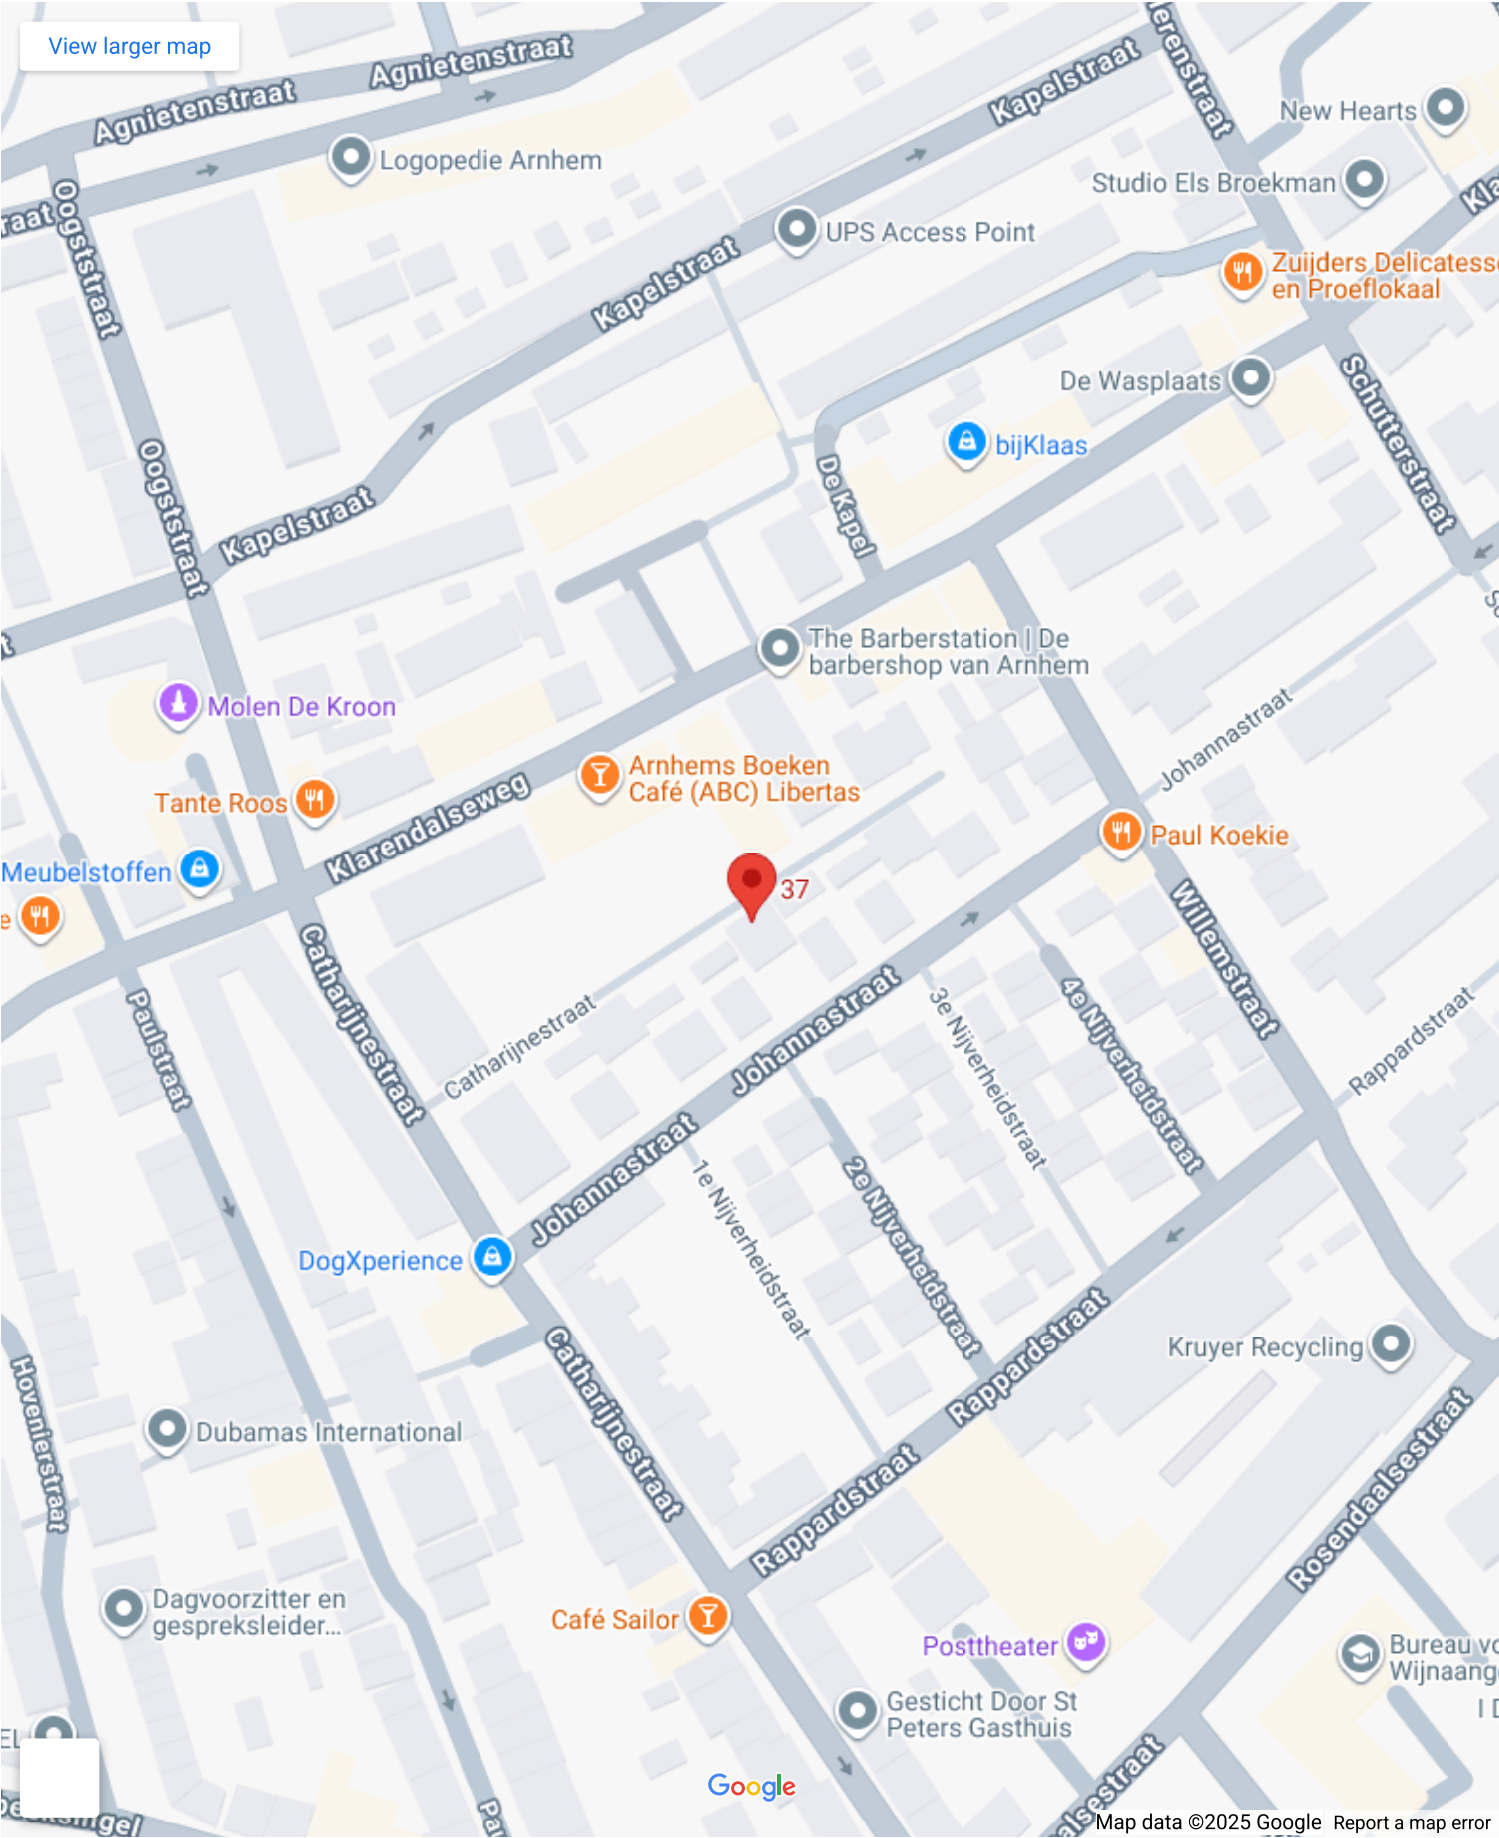 View larger map
Agnietenstraat
Agnietenstraat
Kapelstraat
New Hearts
Logopedie Arnhem
Studio Els Broekman
Oogststraat
raat
UPS Access Point
Kapelstraat
Zuijders Delicatess
en Proeflokaal
De Wasplaats
Schutterstraat
bijKlaas
De Kapel
Oogststraat
Kapelstraat
The Barberstation | De
barbershop van Arnhem
Molen De Kroon
Johannastraat
Arnhems Boeken
Café (ABC) Libertas
Tante Roos
Klarendalseweg
Paul Koekie
Meubelstoffen
37
e
Willemstraat
Catharijnestraat
Paulstraat
Catharijnestraat
Johannastraat
3e Nijverheidstraat
4e Nijverheidstraat
Rappardstraat
Johannastraat
1e Nijverheidstraat
2e Nijverheidstraat
DogXperience
Rappardstraat
Kruyer Recycling
Hovenierstraat
Catharijnestraat
Dubamas International
Rappardstraat
Rosendaalsestraat
Dagvoorzitter en
gespreksleider...
Café Sailor
Posttheater
Bureau vo
Wijnaang
Gesticht Door St
Peters Gasthuis
I D
EL
Google
Pau
alsestraat
Map data ©2025 Google
Report a map error